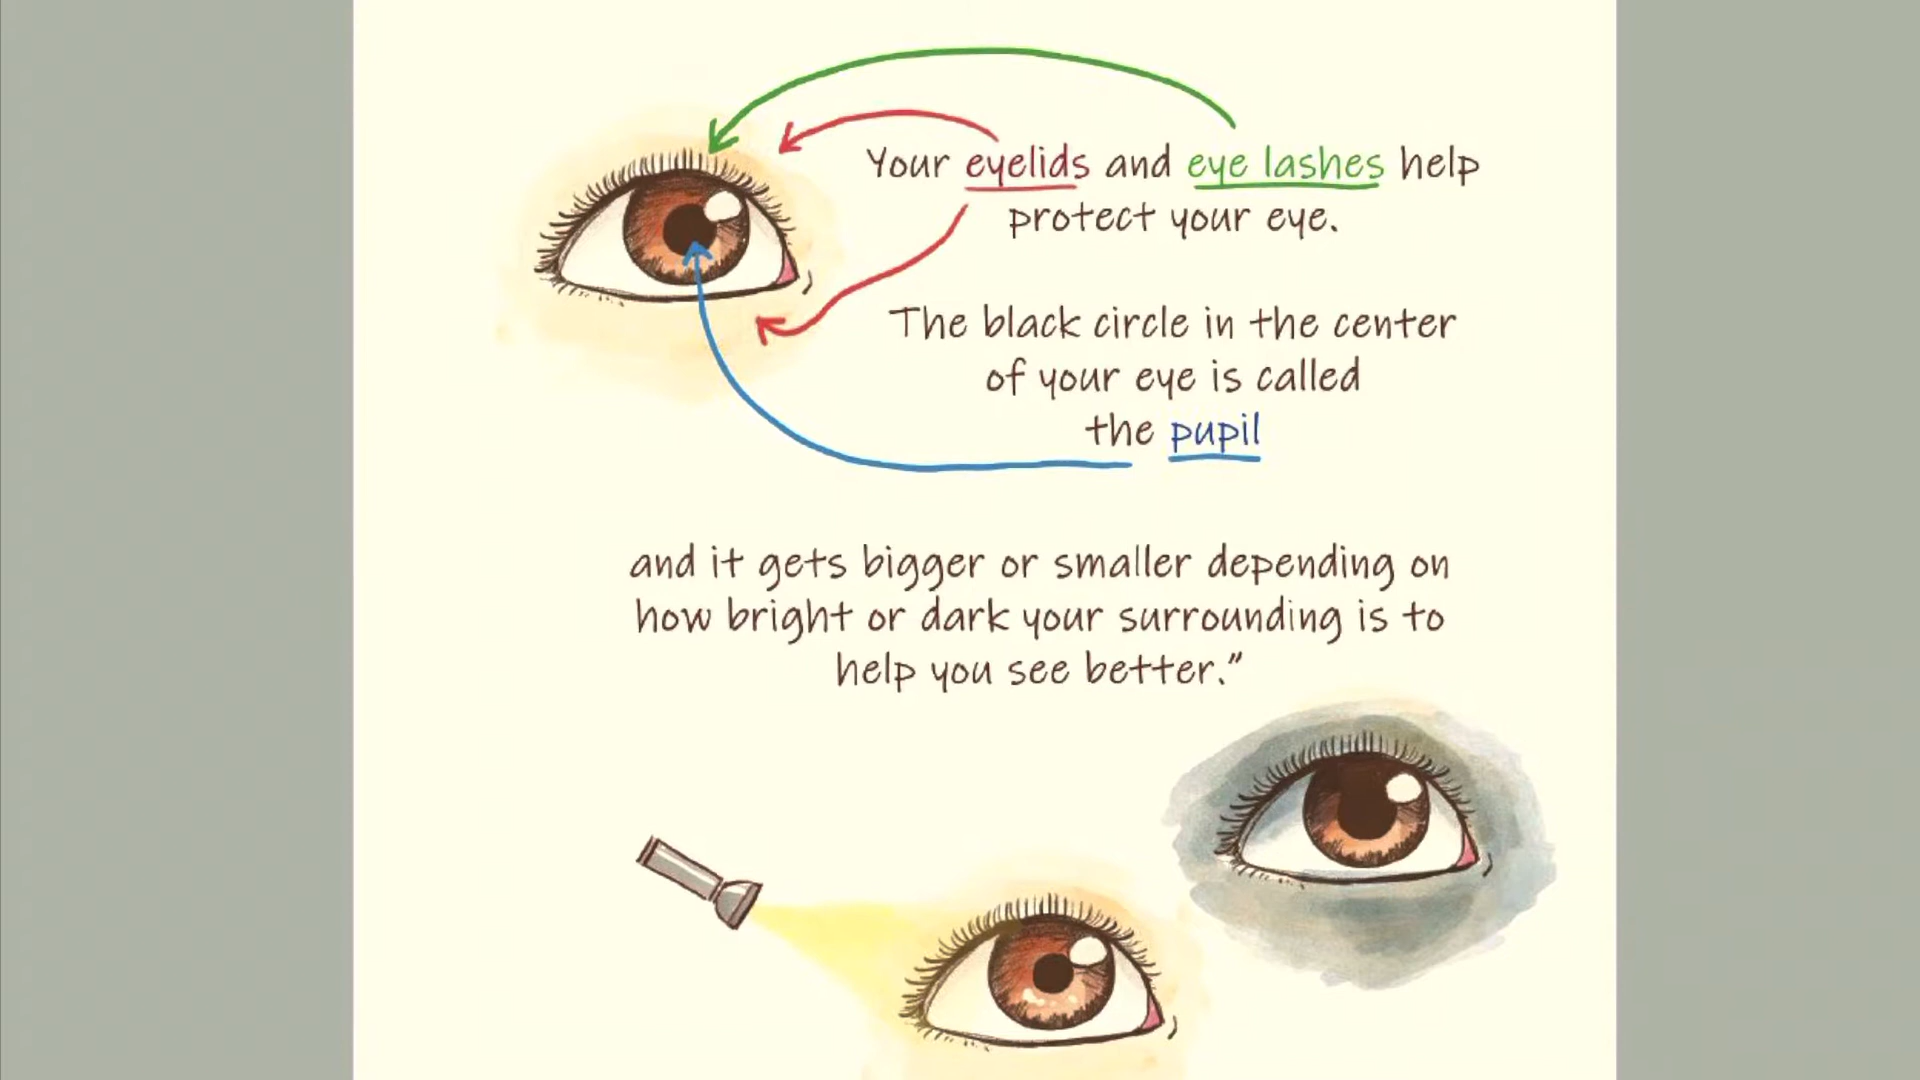 Your eyelids and eye lashes help
protect your eye.
The black circle in the center
of your eye is called
the pupil
and it gets bigger or smaller depending on
how bright or dark your surrounding is to
help you see better.”